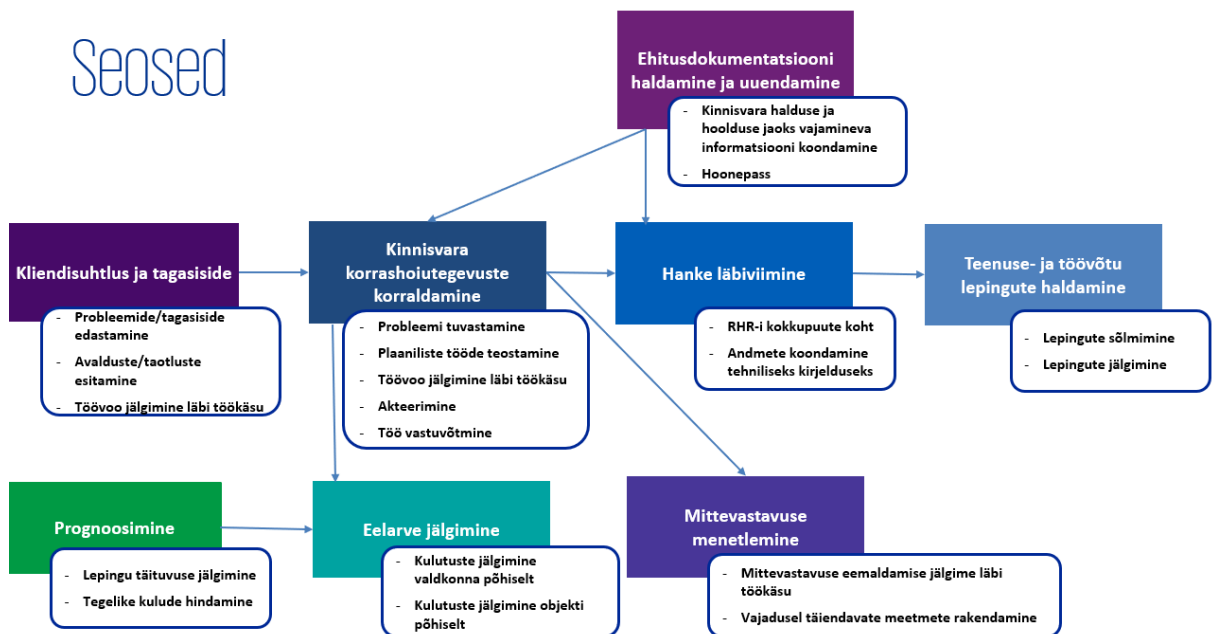 Seosed
Ehitusdokumentatsiooni
haldamine ja uuendamine
- Kinnisvara halduse ja
hoolduse jaoks vajamineva
informatsiooni koondamine
- Hoonepass
Kliendisuhtlus ja tagasiside
- Probleemide/tagasiside
edastamine
- Avalduste/taotluste
esitamine
- Töövoo jälgimine läbi töökäsu
Kinnisvara
korrashoiutegevuste
korraldamine
- Probleemi tuvastamine
- Plaaniliste tööde teostamine
- Töövoo jälgimine läbi töökäsu
- Akteerimine
- Töö vastuvõtmine
Hanke läbiviimine
- RHR-i kokkupuute koht
- Andmete koondamine
tehniliseks kirjelduseks
Teenuse- ja töövõtu
lepingute haldamine
- Lepingute sõlmimine
- Lepingute jälgimine
Prognoosimine
- Lepingu täituvuse jälgimine
- Tegelike kulude hindamine
Eelarve jälgimine
- Kulutuste jälgimine
valdkonna põhiselt
- Kulutuste jälgimine objekti
põhiselt
Mittevastavuse
menetlemine
- Mittevastavuse eemaldamise jälgime läbi
töökäsu
- Vajadusel täiendavate meetmete rakendamine